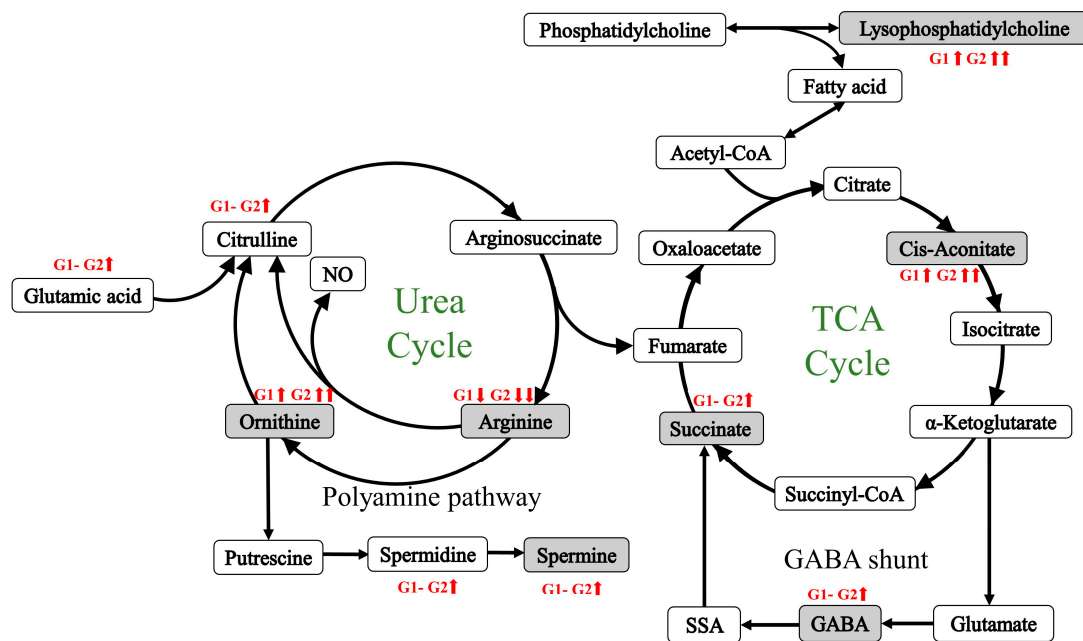 Phosphatidylcholine
Lysophosphatidylcholine
G1⬆ G2⬆⬆
Fatty acid
Acetyl-CoA
Citrate
G1- G2⬆
Citrulline
Arginosuccinate
Oxaloacetate
Cis-Aconitate
G1⬆ G2⬆⬆
G1- G2⬆
Glutamic acid
NO
Urea
Cycle
TCA
Cycle
Isocitrate
Fumarate
G1⬆ G2⬆⬆
Ornithine
G1⬇ G2⬇⬇
Arginine
G1- G2⬆
Succinate
α-Ketoglutarate
Polyamine pathway
Succinyl-CoA
Putrescine
Spermidine
G1- G2⬆
Spermine
G1- G2⬆
GABA shunt
G1- G2⬆
SSA
GABA
Glutamate